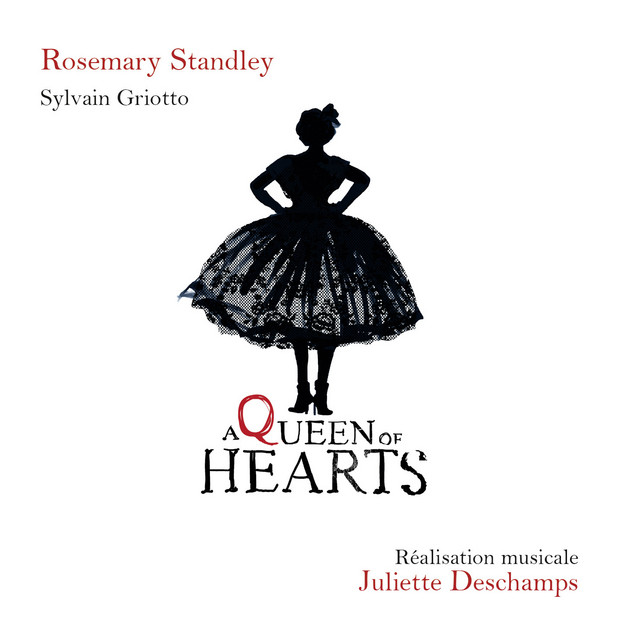 Rosemary Standley
Sylvain Griotto
A QUEEN OF
HEARTS
Réalisation musicale
Juliette Deschamps